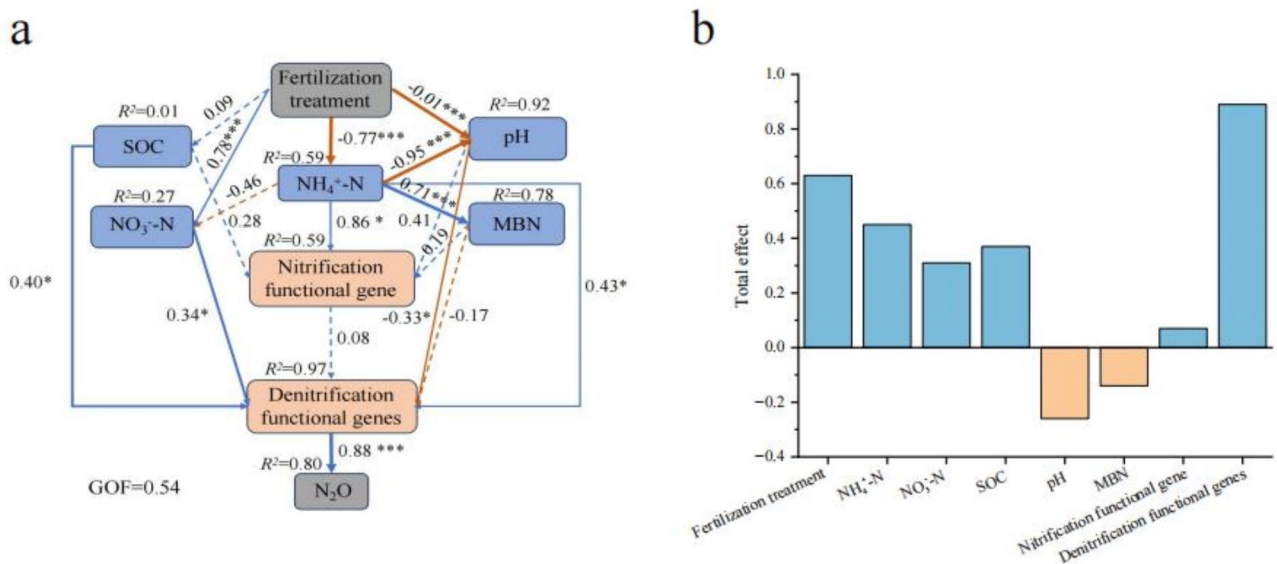 a
Fertilization
treatment
R²=0.01
0.09
-0.01***
R²=0.92
SOC
0.78***
-0.77***
pH
R²=0.59
-0.95 ***
NH₄⁺-N
R²=0.27
-0.46
0.71***
R²=0.78
NO₃⁻-N
0.28
0.86 *
0.41
MBN
R²=0.59
0.19
Nitrification
functional gene
0.40*
0.43*
0.34*
-0.33*
-0.17
0.08
R²=0.97
Denitrification
functional genes
0.88 ***
R²=0.80
N₂O
GOF=0.54
b
Total effect
1.0
0.8
0.6
0.4
0.2
0.0
−0.2
−0.4
Fertilization treatment
NH₄⁺-N
NO₃⁻-N
SOC
pH
MBN
Nitrification functional gene
Denitrification functional genes